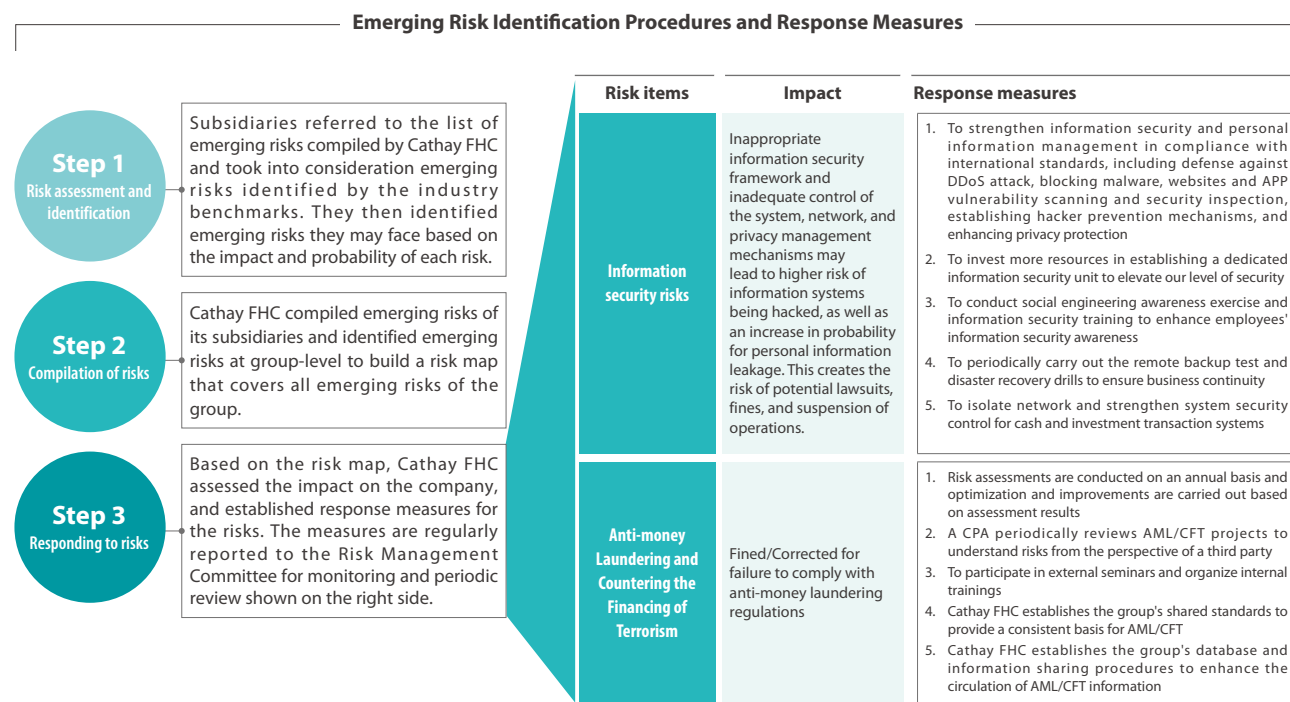 Emerging Risk Identification Procedures and Response Measures
Step 1
Risk assessment and
identification
Subsidiaries referred to the list of
emerging risks compiled by Cathay FHC
and took into consideration emerging
risks identified by the industry
benchmarks. They then identified
emerging risks they may face based on
the impact and probability of each risk.
Step 2
Compilation of risks
Cathay FHC compiled emerging risks of
its subsidiaries and identified emerging
risks at group-level to build a risk map
that covers all emerging risks of the
group.
Step 3
Responding to risks
Based on the risk map, Cathay FHC
assessed the impact on the company,
and established response measures for
the risks. The measures are regularly
reported to the Risk Management
Committee for monitoring and periodic
review shown on the right side.
Risk items
Impact
Response measures
Information
security risks
Inappropriate
information security
framework and
inadequate control of
the system, network, and
privacy management
mechanisms may
lead to higher risk of
information systems
being hacked, as well as
an increase in probability
for personal information
leakage. This creates the
risk of potential lawsuits,
fines, and suspension of
operations.
1. To strengthen information security and personal
information management in compliance with
international standards, including defense against
DDoS attack, blocking malware, websites and APP
vulnerability scanning and security inspection,
establishing hacker prevention mechanisms, and
enhancing privacy protection
2. To invest more resources in establishing a dedicated
information security unit to elevate our level of security
3. To conduct social engineering awareness exercise and
information security training to enhance employees'
information security awareness
4. To periodically carry out the remote backup test and
disaster recovery drills to ensure business continuity
5. To isolate network and strengthen system security
control for cash and investment transaction systems
Anti-money
Laundering and
Countering the
Financing of
Terrorism
Fined/Corrected for
failure to comply with
anti-money laundering
regulations
1. Risk assessments are conducted on an annual basis and
optimization and improvements are carried out based
on assessment results
2. A CPA periodically reviews AML/CFT projects to
understand risks from the perspective of a third party
3. To participate in external seminars and organize internal
trainings
4. Cathay FHC establishes the group's shared standards to
provide a consistent basis for AML/CFT
5. Cathay FHC establishes the group's database and
information sharing procedures to enhance the
circulation of AML/CFT information